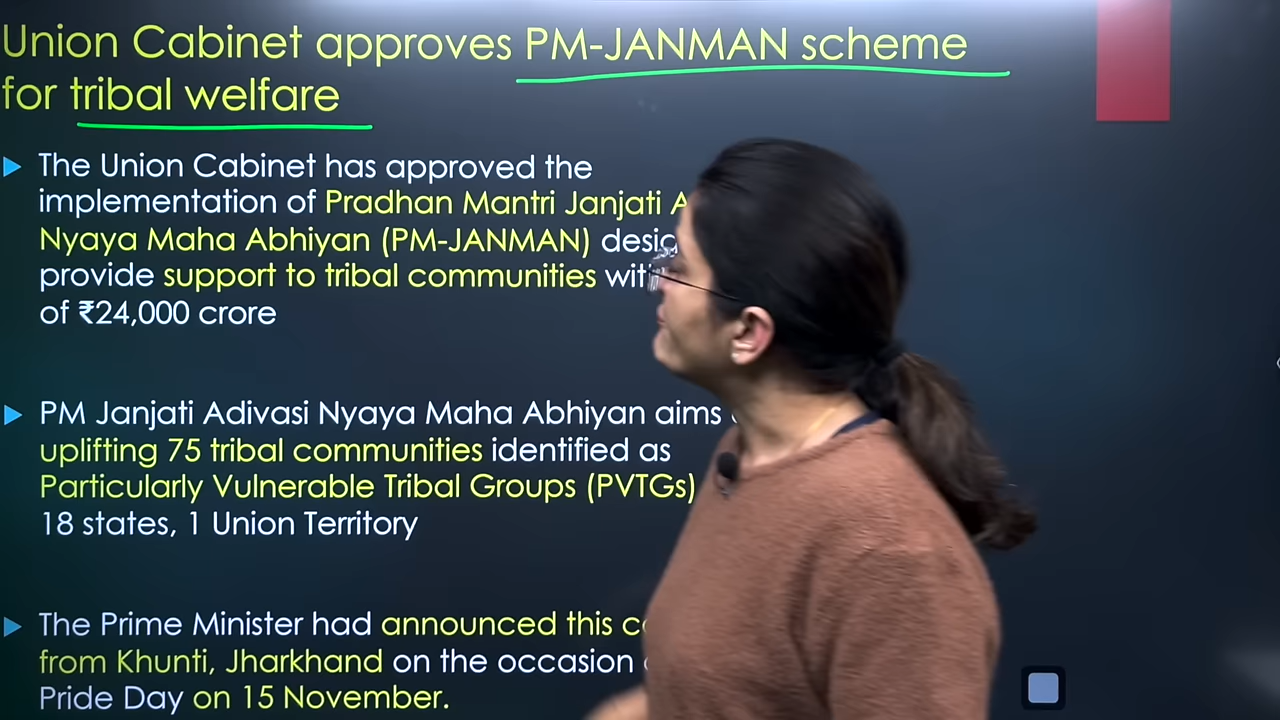 Union Cabinet approves PM-JANMAN scheme
for tribal welfare
The Union Cabinet has approved the
implementation of Pradhan Mantri Janjati
Nyaya Maha Abhiyan (PM-JANMAN)
provide support to tribal communities
of ₹24,000 crore
PM Janjati Adivasi Nyaya Maha Abhiyan aims
uplifting 75 tribal communities identified as
Particularly Vulnerable Tribal Groups (PVTGs)
18 states, 1 Union Territory
The Prime Minister had announced this
from Khunti, Jharkhand on the occasion
Pride Day on 15 November.